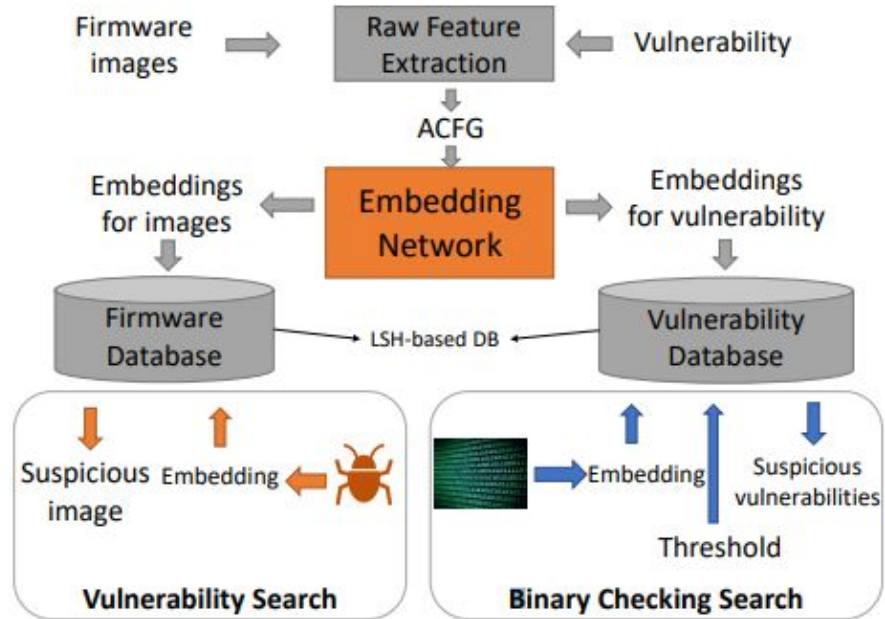 Firmware
images
Raw Feature
Extraction
Vulnerability
ACFG
Embeddings
for images
Embedding
Network
Embeddings
for vulnerability
Firmware
Database
LSH-based DB
Vulnerability
Database
Suspicious
image
Embedding
Vulnerability Search
Embedding
Suspicious
vulnerabilities
Threshold
Binary Checking Search